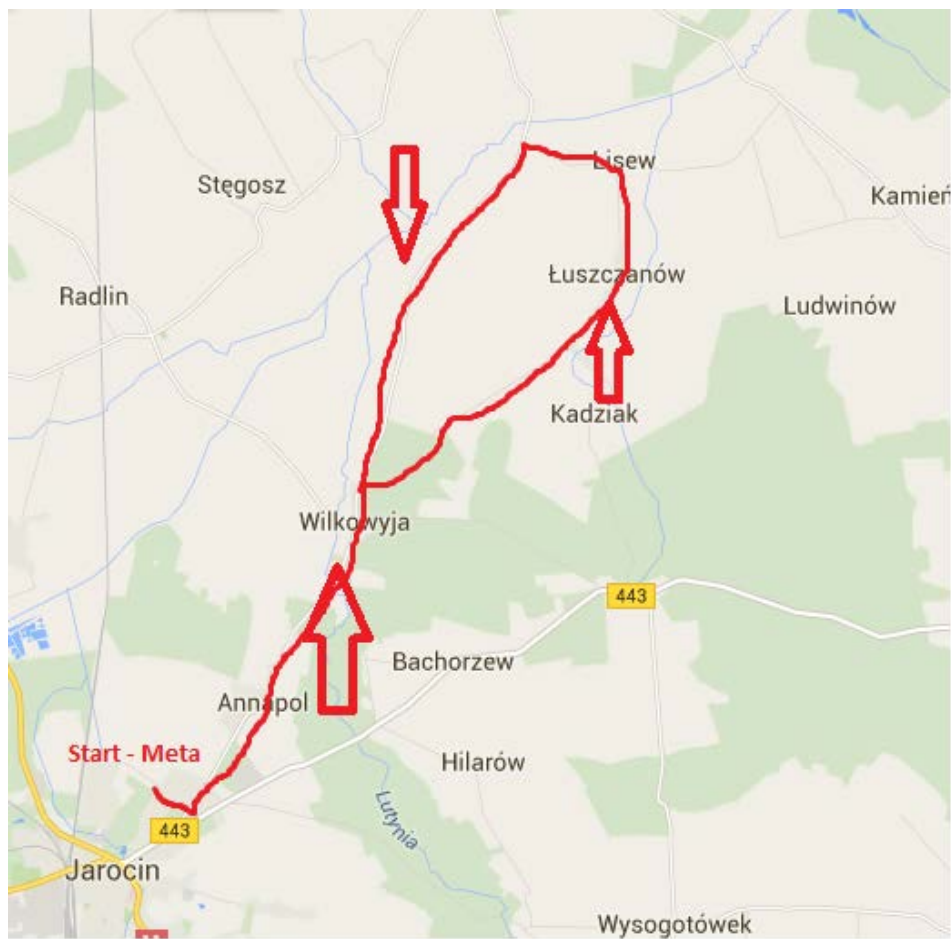 Lisew
Stęgosz
Kamień
Łuszczanów
Radlin
Ludwinów
Kadziak
Wilkowyja
443
Bachorzew
Annapol
Start - Meta
Hilarów
Lutynia
443
Jarocin
Wysogotówek